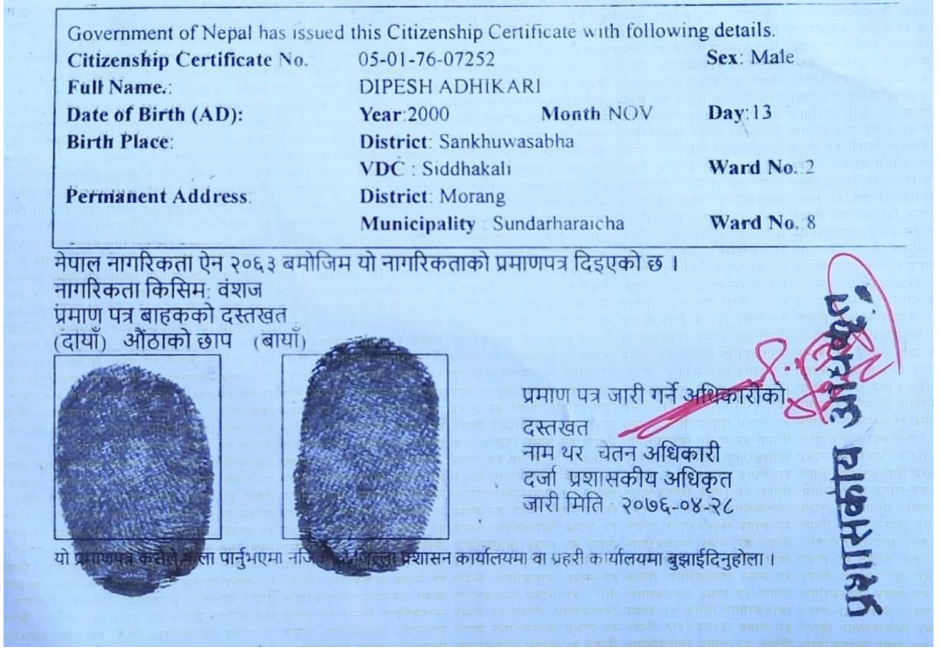 Government of Nepal has issued this Citizenship Certificate with following details.
Citizenship Certificate No.: 05-01-76-07252 Sex: Male
Full Name.: DIPESH ADHIKARI
Date of Birth (AD): Year:2000 Month NOV Day:13
Birth Place: District: Sankhuwasabha
VDC : Siddhakali Ward No.:2
Permanent Address: District: Morang
Municipality : Sundarharaicha Ward No. 8
नेपाल नागरिकता ऐन २०६३ बमोजिम यो नागरिकताको प्रमाणपत्र दिइएको छ ।
नागरिकता किसिम: वंशज
प्रमाण पत्र बाहकको दस्तखत
(दायाँ) औंठाको छाप (बायाँ)
प्रमाण पत्र जारी गर्ने अधिकारीको
दस्तखत
नाम थर चेतन अधिकारी
दर्जा प्रशासकीय अधिकृत
जारी मिति २०७६-०४-२८
यो प्रमाणपत्र कसैले फेला पार्नुभएमा जिल्ला प्रशासन कार्यालयमा वा प्रहरी कार्यालयमा बुझाईदिनुहोला ।
प्रशासकीय अधिकृत